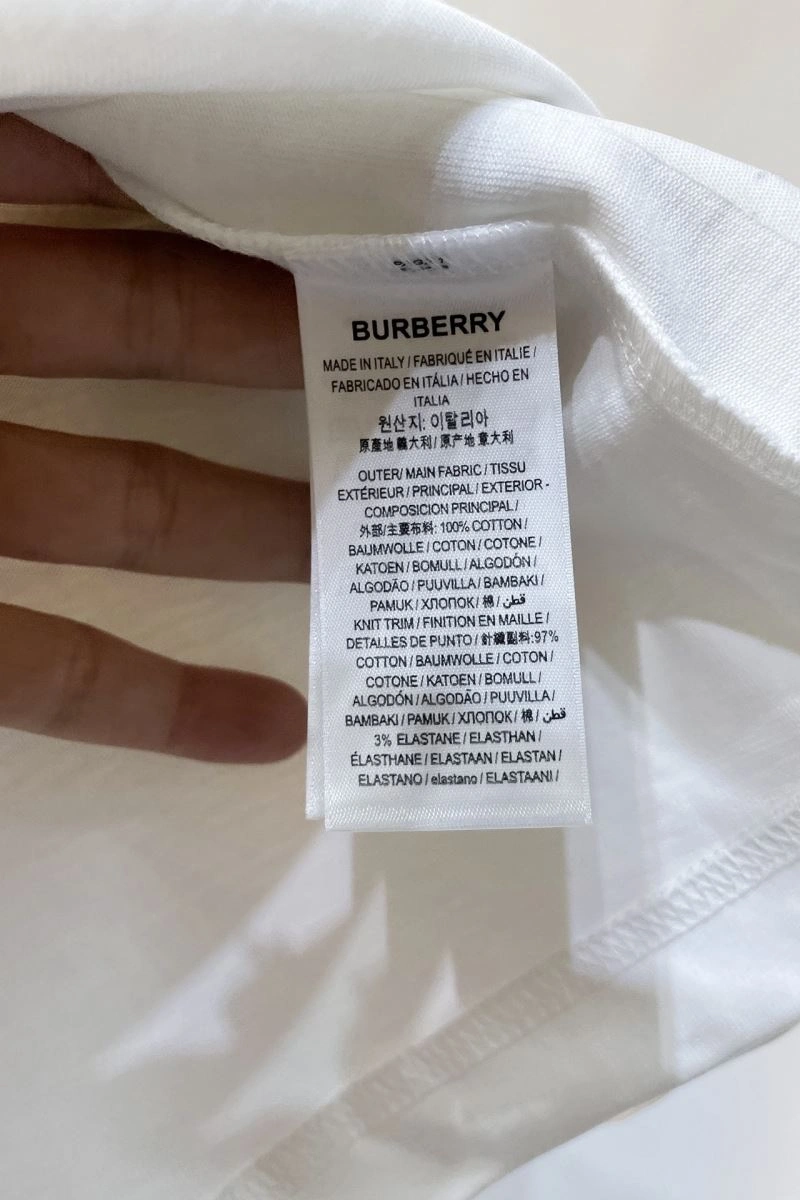 BURBERRY
MADE IN ITALY / FABRIQUÉ EN ITALIE /
FABRICADO EN ITÁLIA / HECHO EN
ITALIA
원산지: 이탈리아
原產地 義大利 / 原产地 意大利
OUTER/ MAIN FABRIC / TISSU
EXTÉRIEUR / PRINCIPAL / EXTERIOR -
COMPOSICION PRINCIPAL /
外部/主要布料: 100% COTTON /
BAUMWOLLE / COTON / COTONE /
KATOEN / BOMULL / ALGODÓN /
ALGODÃO / PUUVILLA / BAMBAKI /
PAMUK / ХЛОПОК / 棉 / قطن
KNIT TRIM / FINITION EN MAILLE /
DETALLES DE PUNTO / 針織副料:97%
COTTON / BAUMWOLLE / COTON /
COTONE / KATOEN / BOMULL /
ALGODÓN / ALGODÃO / PUUVILLA /
BAMBAKI / PAMUK / ХЛОПОК / 棉 / قطن
3% ELASTANE / ELASTHAN /
ÉLASTHANE / ELASTAAN / ELASTAN /
ELASTANO / elastano / ELASTAANI /